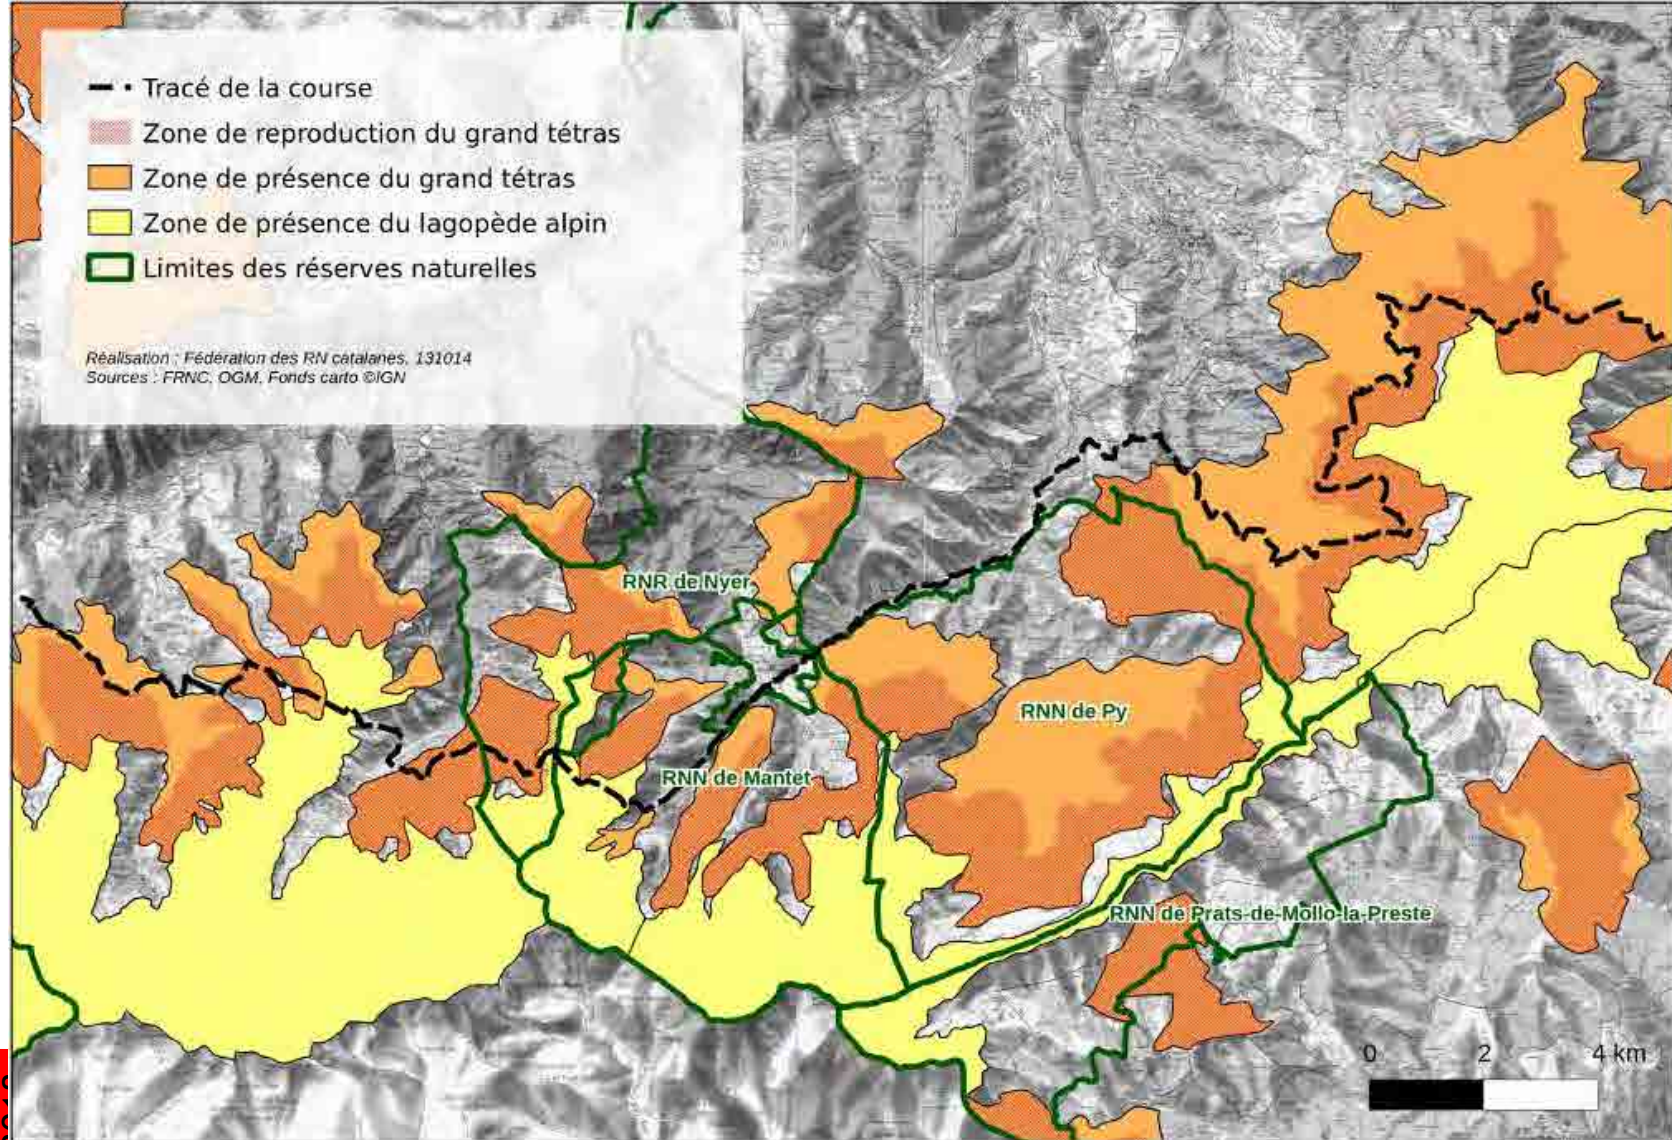 Tracé de la course
Zone de reproduction du grand tétras
Zone de présence du grand tétras
Zone de présence du lagopède alpin
Limites des réserves naturelles
Réalisation : Fédération des RN catalanes, 131014
Sources : FRNC, OGM, Fonds carto ©IGN
RNR de Nyer
RNN de Py
RNN de Mantet
RNN de Prats-de-Mollo-la-Preste
0 2 4 km